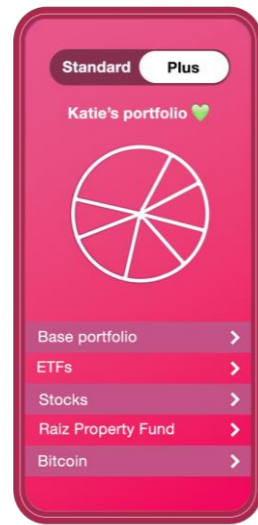 Standard Plus
Katie's portfolio 💚
Base portfolio
ETFs
Stocks
Raiz Property Fund
Bitcoin